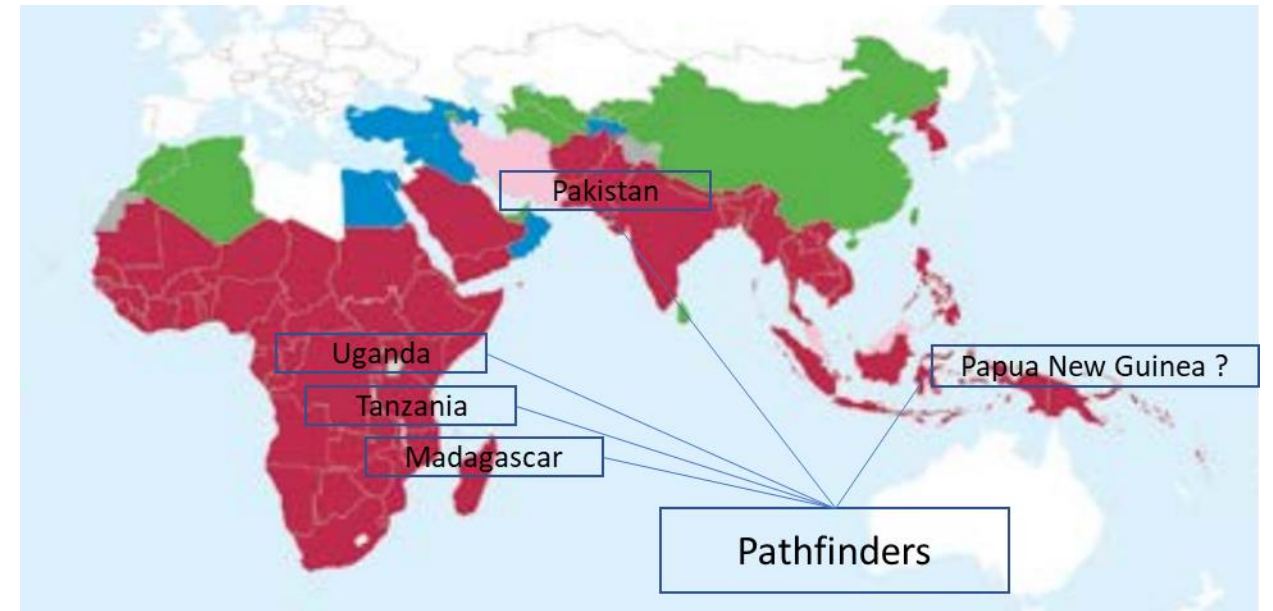 Pakistan
Uganda
Papua New Guinea ?
Tanzania
Madagascar
Pathfinders